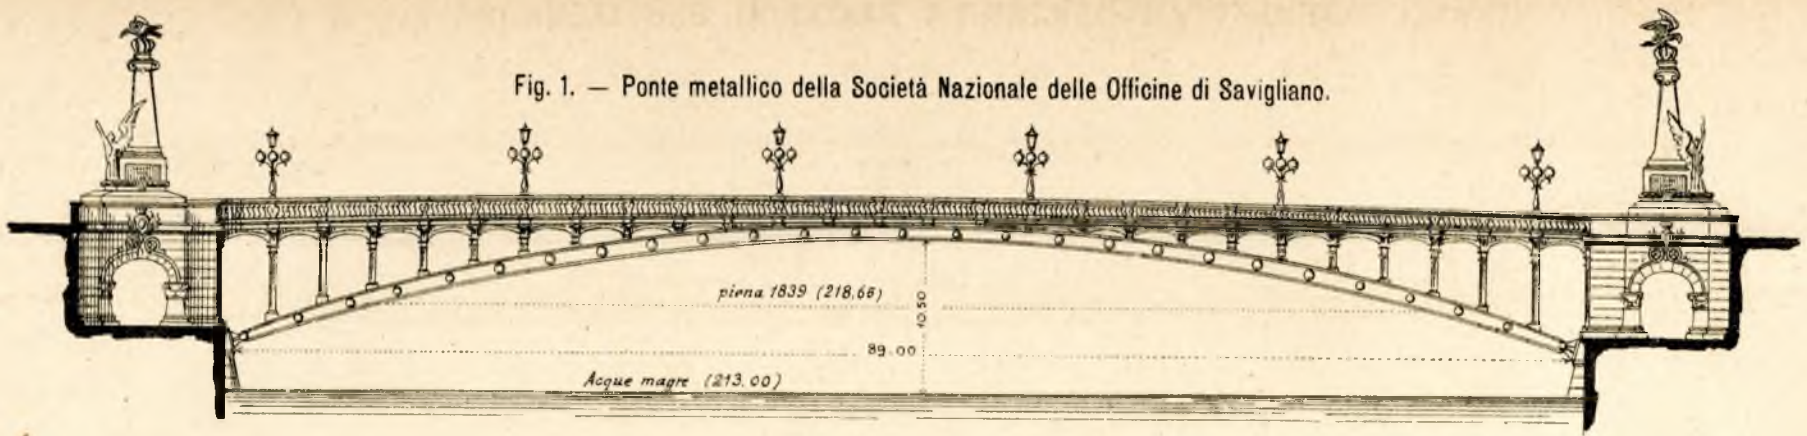 Fig. 1. — Ponte metallico della Società Nazionale delle Officine di Savigliano.
piena 1839 (218,66)
10.50
89.00
Acque magre (213.00)